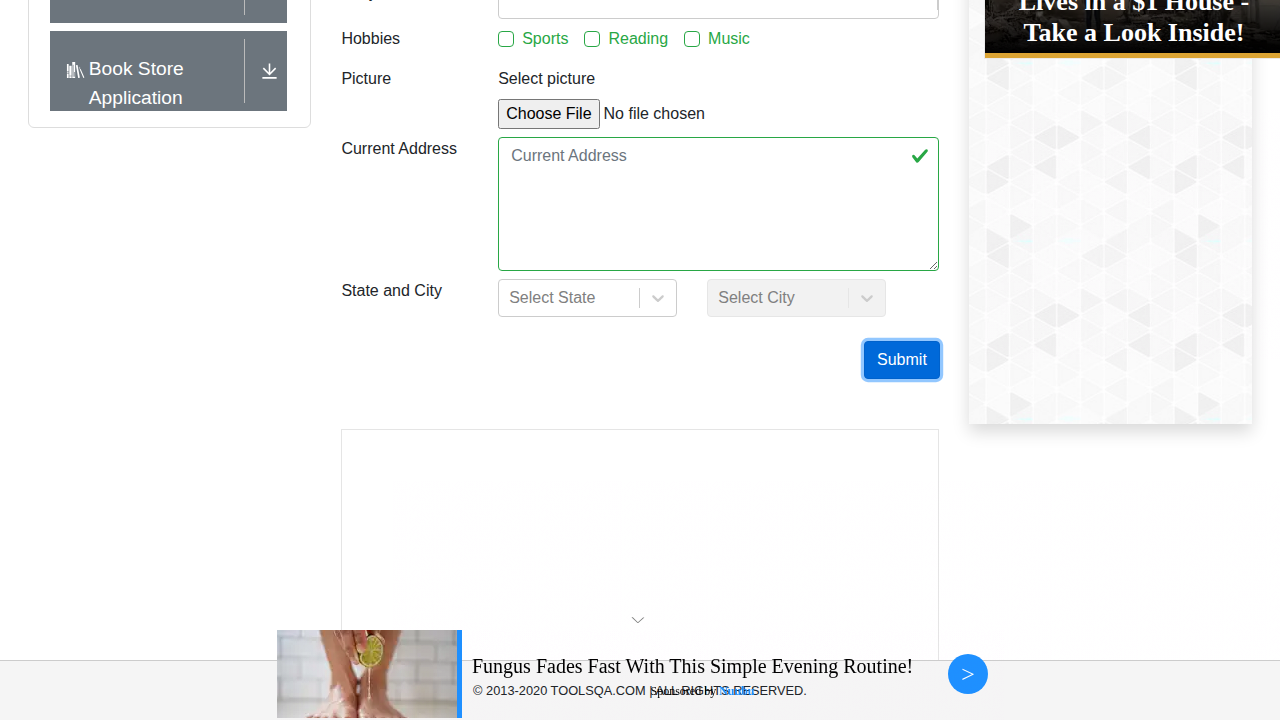 Lives in a $1 House -
Take a Look Inside!
Hobbies
Sports
Reading
Music
Book Store
Application
Picture
Select picture
Choose File
No file chosen
Current Address
Current Address
State and City
Select State
Select City
Submit
Fungus Fades Fast With This Simple Evening Routine!
>
© 2013-2020 TOOLSQA.COM | ALL RIGHTS RESERVED.
Sponsored by